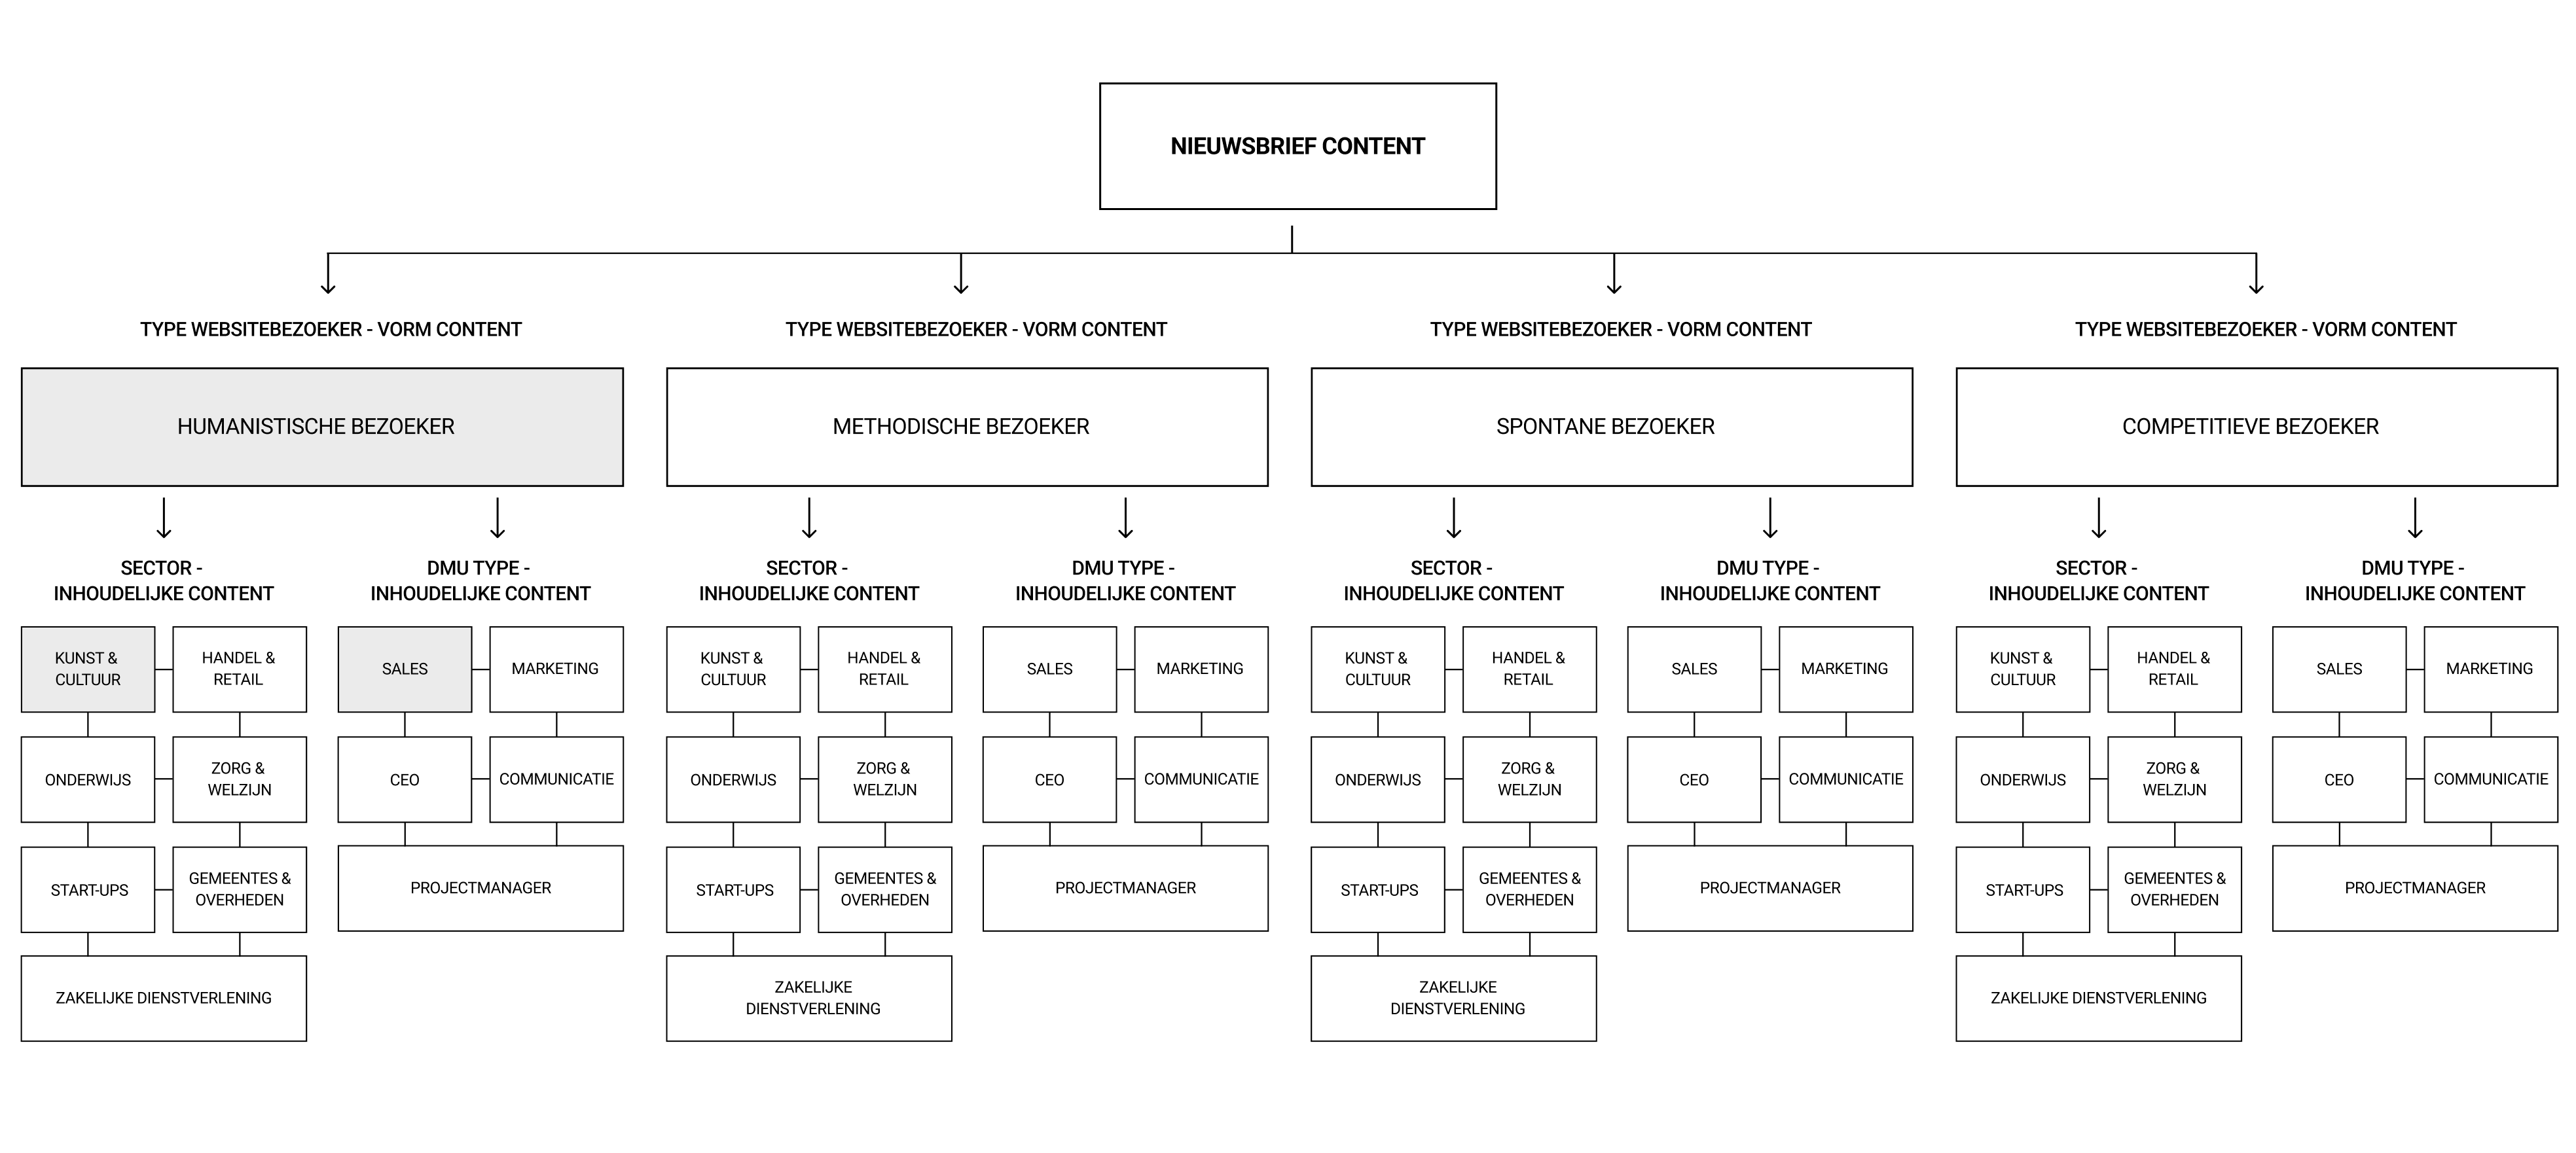 NIEUWSBRIEF CONTENT
TYPE WEBSITEBEZOEKER - VORM CONTENT
HUMANISTISCHE BEZOEKER
SECTOR -
INHOUDELIJKE CONTENT
KUNST &
CULTUUR
HANDEL &
RETAIL
ONDERWIJS
ZORG &
WELZIJN
START-UPS
GEMEENTES &
OVERHEDEN
ZAKELIJKE DIENSTVERLENING
DMU TYPE -
INHOUDELIJKE CONTENT
SALES
MARKETING
CEO
COMMUNICATIE
PROJECTMANAGER
TYPE WEBSITEBEZOEKER - VORM CONTENT
METHODISCHE BEZOEKER
SECTOR -
INHOUDELIJKE CONTENT
KUNST &
CULTUUR
HANDEL &
RETAIL
ONDERWIJS
ZORG &
WELZIJN
START-UPS
GEMEENTES &
OVERHEDEN
ZAKELIJKE
DIENSTVERLENING
DMU TYPE -
INHOUDELIJKE CONTENT
SALES
MARKETING
CEO
COMMUNICATIE
PROJECTMANAGER
TYPE WEBSITEBEZOEKER - VORM CONTENT
SPONTANE BEZOEKER
SECTOR -
INHOUDELIJKE CONTENT
KUNST &
CULTUUR
HANDEL &
RETAIL
ONDERWIJS
ZORG &
WELZIJN
START-UPS
GEMEENTES &
OVERHEDEN
ZAKELIJKE
DIENSTVERLENING
DMU TYPE -
INHOUDELIJKE CONTENT
SALES
MARKETING
CEO
COMMUNICATIE
PROJECTMANAGER
TYPE WEBSITEBEZOEKER - VORM CONTENT
COMPETITIEVE BEZOEKER
SECTOR -
INHOUDELIJKE CONTENT
KUNST &
CULTUUR
HANDEL &
RETAIL
ONDERWIJS
ZORG &
WELZIJN
START-UPS
GEMEENTES &
OVERHEDEN
ZAKELIJKE DIENSTVERLENING
DMU TYPE -
INHOUDELIJKE CONTENT
SALES
MARKETING
CEO
COMMUNICATIE
PROJECTMANAGER